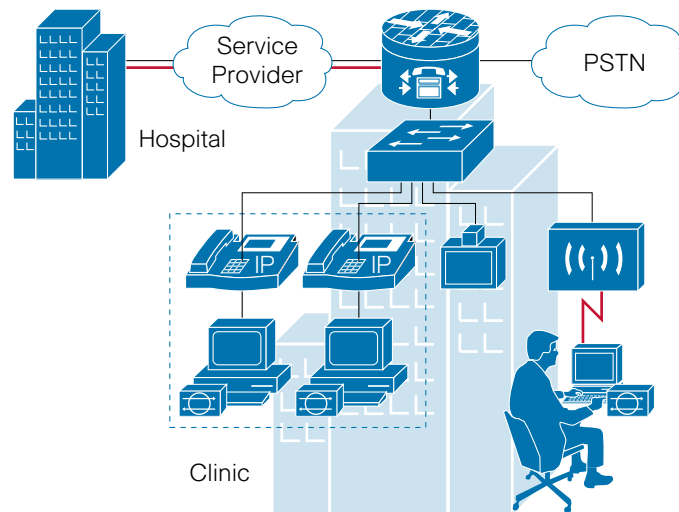 Service
Provider
PSTN
Hospital
IP
IP
Clinic